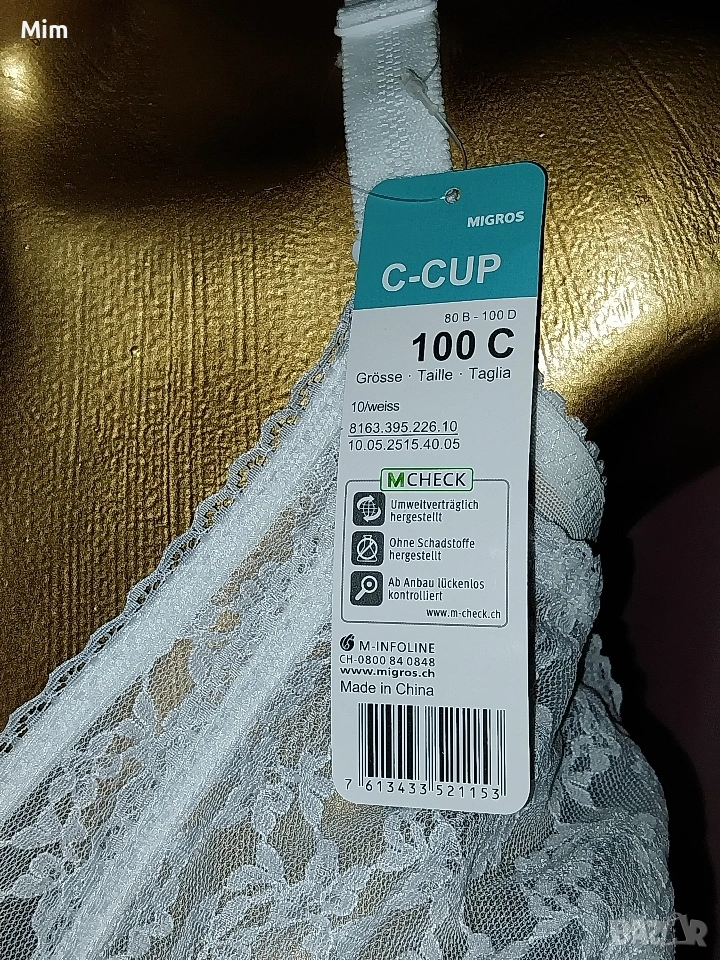 Mim
MIGROS
C-CUP
80 B - 100 D
100 C
Grösse · Taille · Taglia
10/weiss
8163.395.226.10
10.05.2515.40.05
MCHECK
Umweltverträglich
hergestellt
Ohne Schadstoffe
hergestellt
Ab Anbau lückenlos
kontrolliert
www.m-check.ch
M-INFOLINE
CH-0800 84 0848
www.migros.ch
Made in China
7 613433 521153
BAZAR